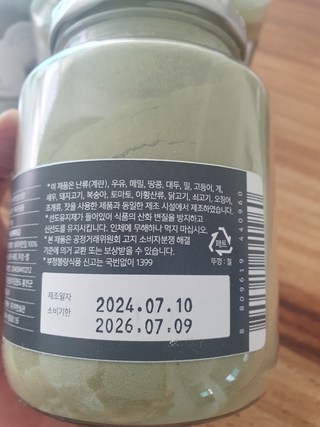 *이 제품은 난류(계란), 우유, 메밀, 땅콩, 대두, 밀, 고등어, 게,
새우, 돼지고기, 복숭아, 토마토, 아황산류, 닭고기, 쇠고기, 오징어,
조개류, 잣을 사용한 제품과 동일한 제조 시설에서 제조하였습니다.
*선도유지제가 들어있어 식품의 산화 변질을 방지하고
신선도를 유지시킵니다. 인체에 무해하나 먹지 마십시오.
*본 제품은 공정거래위원회 고지 소비자분쟁 해결
기준에 의거 교환 또는 보상받을 수 있습니다.
*부정불량식품 신고는 국번없이 1399
페트
뚜껑 : 철
제조일자
2024.07.10
소비기한
2026.07.09
8 809619 440960